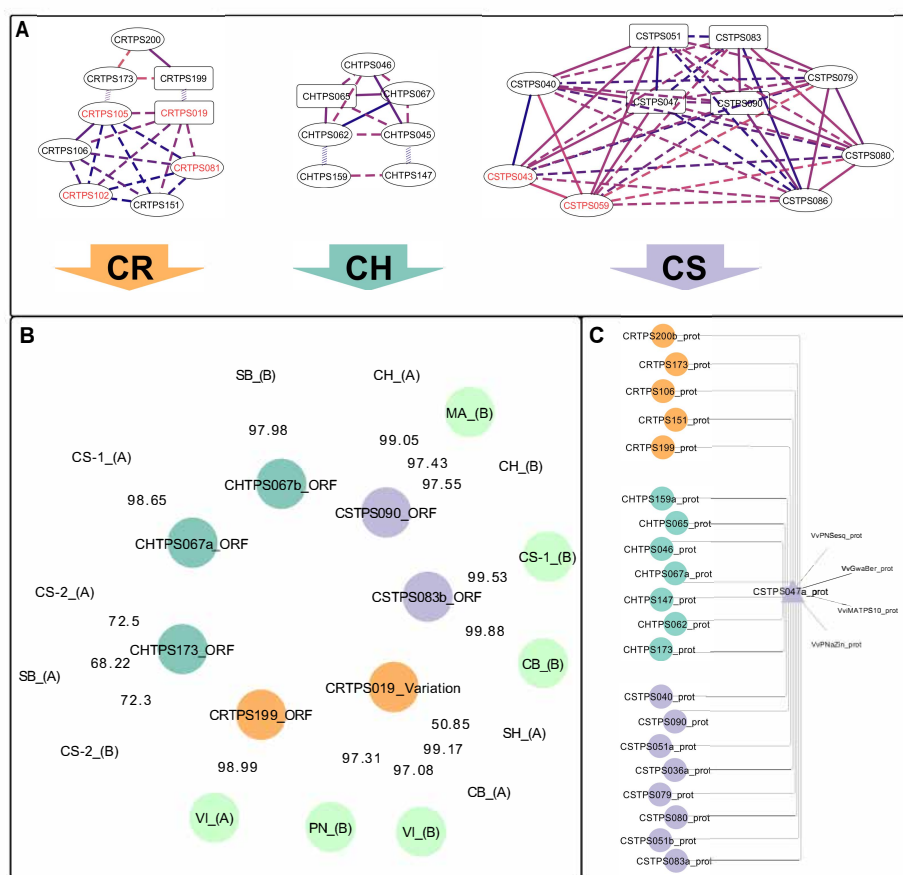 A
CRTPS200
CRTPS173
CRTPS199
CRTPS105
CRTPS019
CRTPS106
CRTPS081
CRTPS102
CRTPS151
CHTPS046
CHTPS065
CHTPS067
CHTPS062
CHTPS045
CHTPS159
CHTPS147
CSTPS051
CSTPS083
CSTPS040
CSTPS079
CSTPS047
CSTPS090
CSTPS080
CSTPS043
CSTPS059
CSTPS086
CR
CH
CS
B
SB_(B)
CH_(A)
MA_(B)
97.98
99.05
CS-1_(A)
97.43
CH_(B)
97.55
CHTPS067b_ORF
98.65
CSTPS090_ORF
CHTPS067a_ORF
CS-1_(B)
99.53
CS-2_(A)
CSTPS083b_ORF
72.5
99.88
CHTPS173_ORF
68.22
CB_(B)
SB_(A)
72.3
CRTPS019_Variation
CRTPS199_ORF
50.85
SH_(A)
CS-2_(B)
99.17
97.31
98.99
97.08
CB_(A)
VI_(A)
PN_(B)
VI_(B)
C
CRTPS200b_prot
CRTPS173_prot
CRTPS106_prot
CRTPS151_prot
CRTPS199_prot
CHTPS159a_prot
CHTPS065_prot
CHTPS046_prot
CHTPS067a_prot
CHTPS147_prot
CHTPS062_prot
CHTPS173_prot
VvPNSesq_prot
VvGwaBer_prot
CSTPS047a_prot
VviMATPS10_prot
VvPNaZin_prot
CSTPS040_prot
CSTPS090_prot
CSTPS051a_prot
CSTPS036a_prot
CSTPS079_prot
CSTPS080_prot
CSTPS051b_prot
CSTPS083a_prot